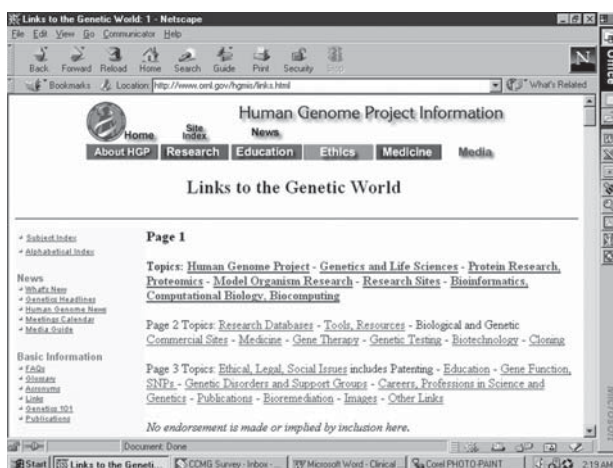 Links to the Genetic World: 1 - Netscape
File Edit View Go Communicator Help
Back Forward Reload Home Search Guide Print Security Stop
N
Bookmarks Location: http://www.ornl.gov/hgmis/links.html What's Related
Office
Human Genome Project Information
Home Site Index News
About HGP Research Education Ethics Medicine Media
Links to the Genetic World
Subject Index
Alphabetical Index
News
What's New
Genetics Headlines
Human Genome News
Meetings Calendar
Media Guide
Basic Information
FAQs
Glossary
Acronyms
Links
Genetics 101
Publications
Page 1
Topics: Human Genome Project - Genetics and Life Sciences - Protein Research,
Proteomics - Model Organism Research - Research Sites - Bioinformatics,
Computational Biology, Biocomputing
Page 2 Topics: Research Databases - Tools, Resources - Biological and Genetic
Commercial Sites - Medicine - Gene Therapy - Genetic Testing - Biotechnology - Cloning
Page 3 Topics: Ethical, Legal, Social Issues includes Patenting - Education - Gene Function,
SNPs - Genetic Disorders and Support Groups - Careers, Professions in Science and
Genetics - Publications - Bioremediation - Images - Other Links
No endorsement is made or implied by inclusion here.
Document: Done
Start Links to the Geneti... CCMG Survey - Inbox - ... Microsoft Word - Clinical ... Corel PHOTO-PAINT